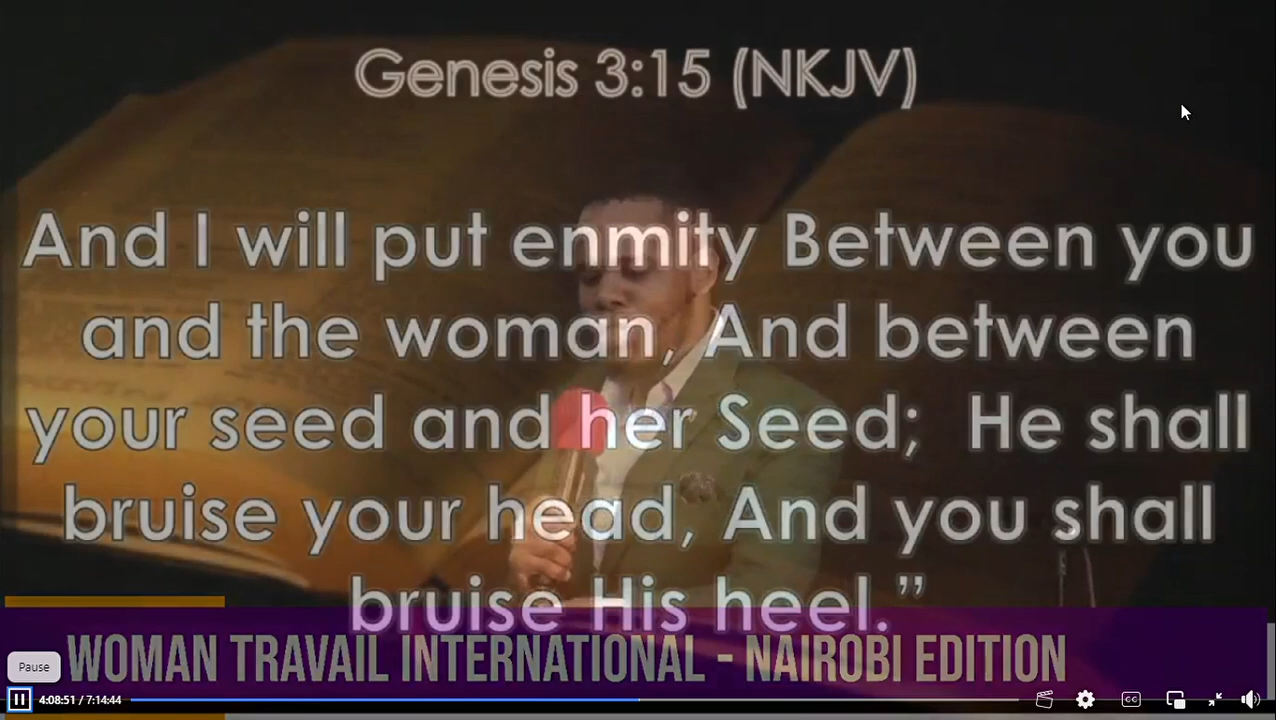 Genesis 3:15 (NKJV)
And I will put enmity Between you
and the woman, And between
your seed and her Seed; He shall
bruise your head, And you shall
bruise His heel.”
WOMAN TRAVAIL INTERNATIONAL - NAIROBI EDITION
Pause
4:08:51 / 7:14:44
CC